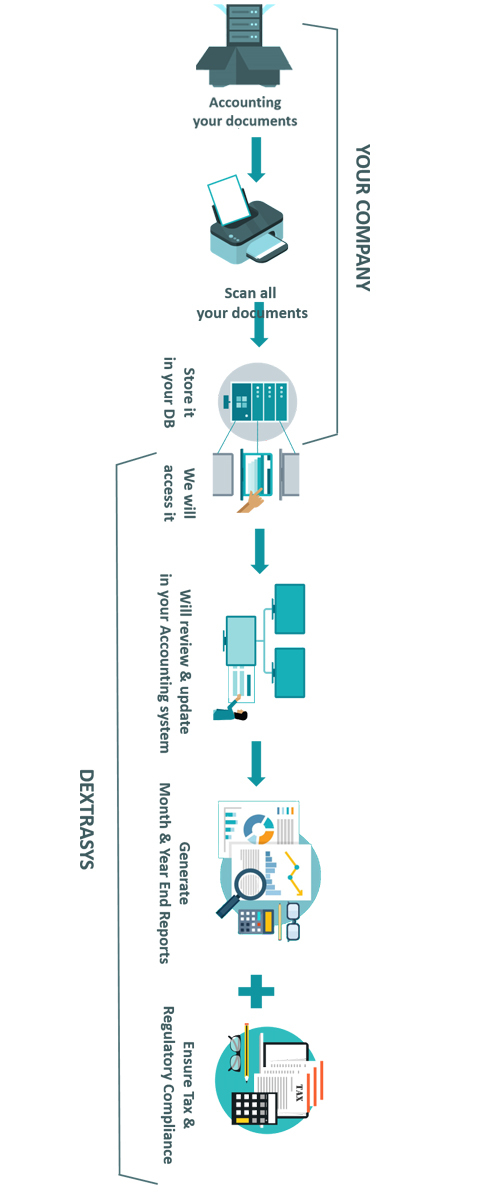 Accounting
your documents
YOUR COMPANY
Scan all
your documents
Store it
in your DB
We will
access it
Will review & update
in your Accounting system
DEXTRASYS
Generate
Month & Year End Reports
Ensure Tax &
Regulatory Compliance
TAX